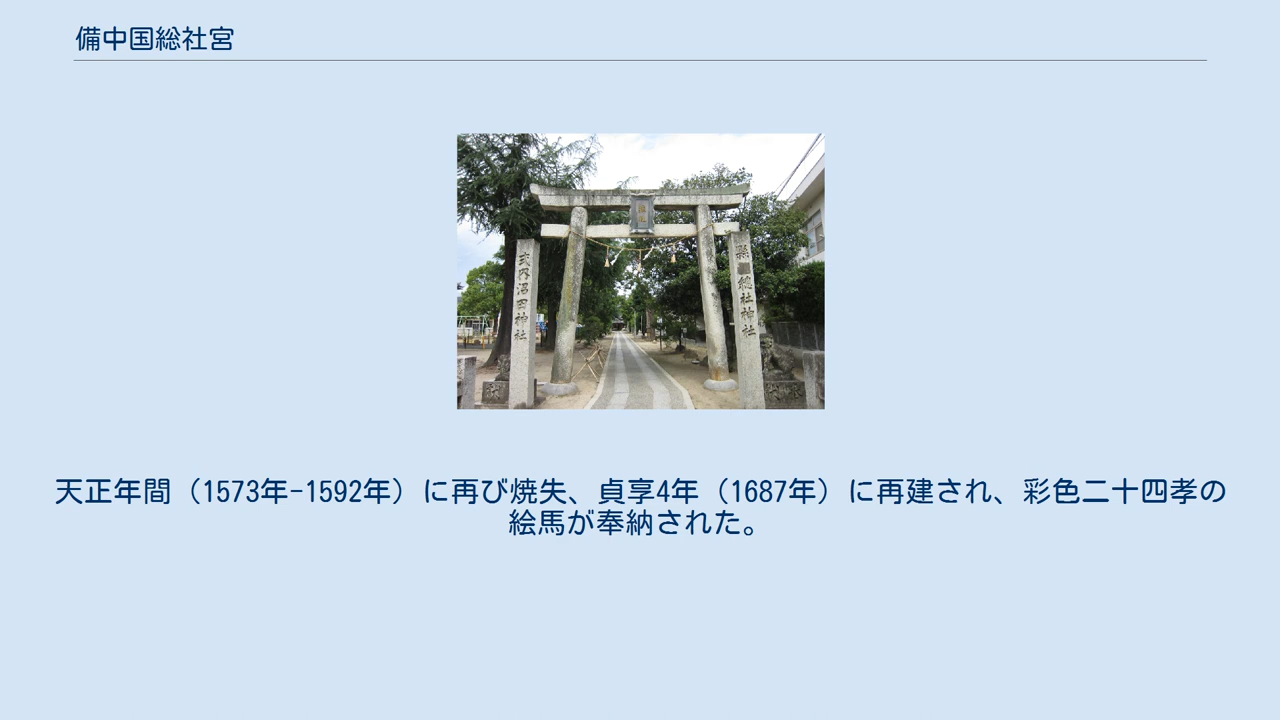 備中国総社宮
式内沼田神社
縣
總社神社
天正年間（1573年-1592年）に再び焼失、貞享4年（1687年）に再建され、彩色二十四孝の
絵馬が奉納された。